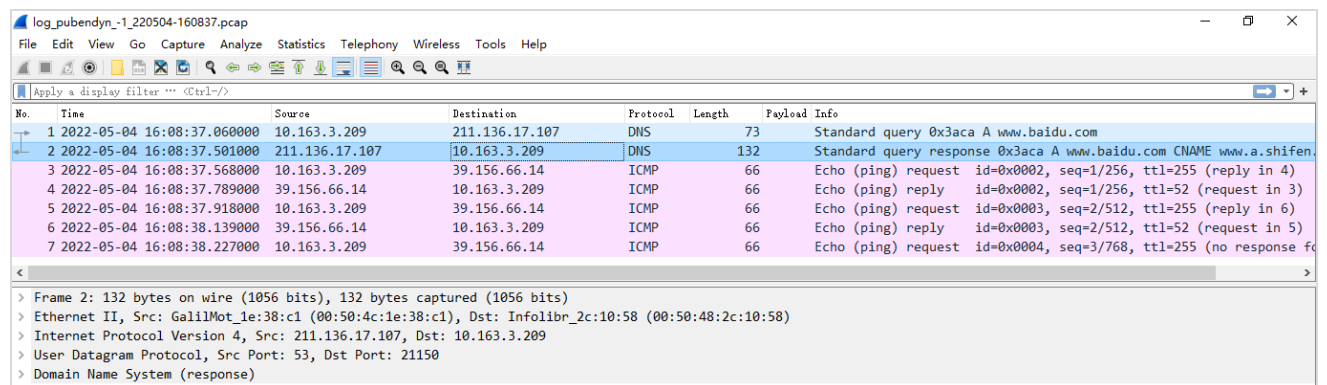 log_pubendyn_-1_220504-160837.pcap
File Edit View Go Capture Analyze Statistics Telephony Wireless Tools Help
Apply a display filter … <Ctrl-/>
No. Time Source Destination Protocol Length Payload Info
1 2022-05-04 16:08:37.060000 10.163.3.209 211.136.17.107 DNS 73 Standard query 0x3aca A www.baidu.com
2 2022-05-04 16:08:37.501000 211.136.17.107 10.163.3.209 DNS 132 Standard query response 0x3aca A www.baidu.com CNAME www.a.shifen.
3 2022-05-04 16:08:37.568000 10.163.3.209 39.156.66.14 ICMP 66 Echo (ping) request id=0x0002, seq=1/256, ttl=255 (reply in 4)
4 2022-05-04 16:08:37.789000 39.156.66.14 10.163.3.209 ICMP 66 Echo (ping) reply id=0x0002, seq=1/256, ttl=52 (request in 3)
5 2022-05-04 16:08:37.918000 10.163.3.209 39.156.66.14 ICMP 66 Echo (ping) request id=0x0003, seq=2/512, ttl=255 (reply in 6)
6 2022-05-04 16:08:38.139000 39.156.66.14 10.163.3.209 ICMP 66 Echo (ping) reply id=0x0003, seq=2/512, ttl=52 (request in 5)
7 2022-05-04 16:08:38.227000 10.163.3.209 39.156.66.14 ICMP 66 Echo (ping) request id=0x0004, seq=3/768, ttl=255 (no response fo
> Frame 2: 132 bytes on wire (1056 bits), 132 bytes captured (1056 bits)
> Ethernet II, Src: GalilMot_1e:38:c1 (00:50:4c:1e:38:c1), Dst: Infolibr_2c:10:58 (00:50:48:2c:10:58)
> Internet Protocol Version 4, Src: 211.136.17.107, Dst: 10.163.3.209
> User Datagram Protocol, Src Port: 53, Dst Port: 21150
> Domain Name System (response)